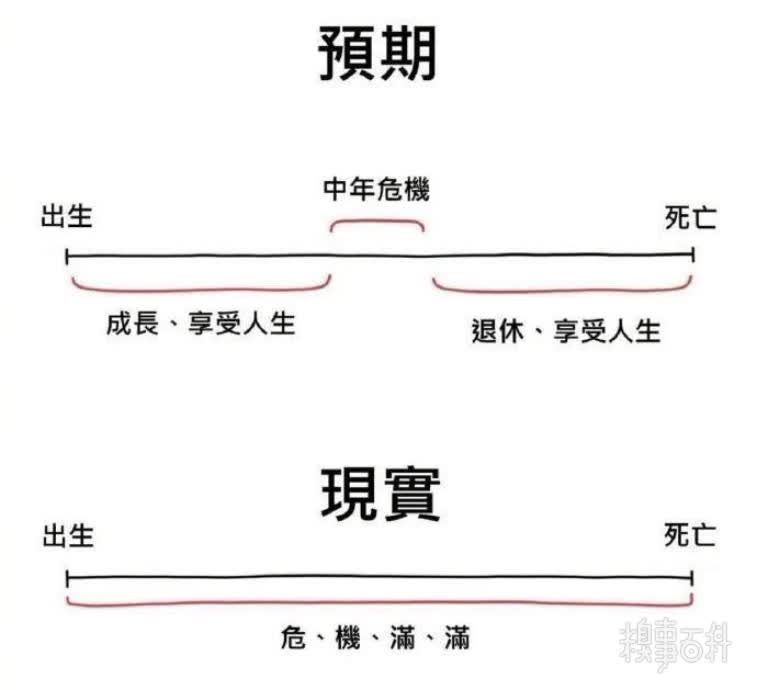 預期
中年危機
出生
死亡
成長、享受人生
退休、享受人生
現實
出生
死亡
危、機、滿、滿
糗事百科